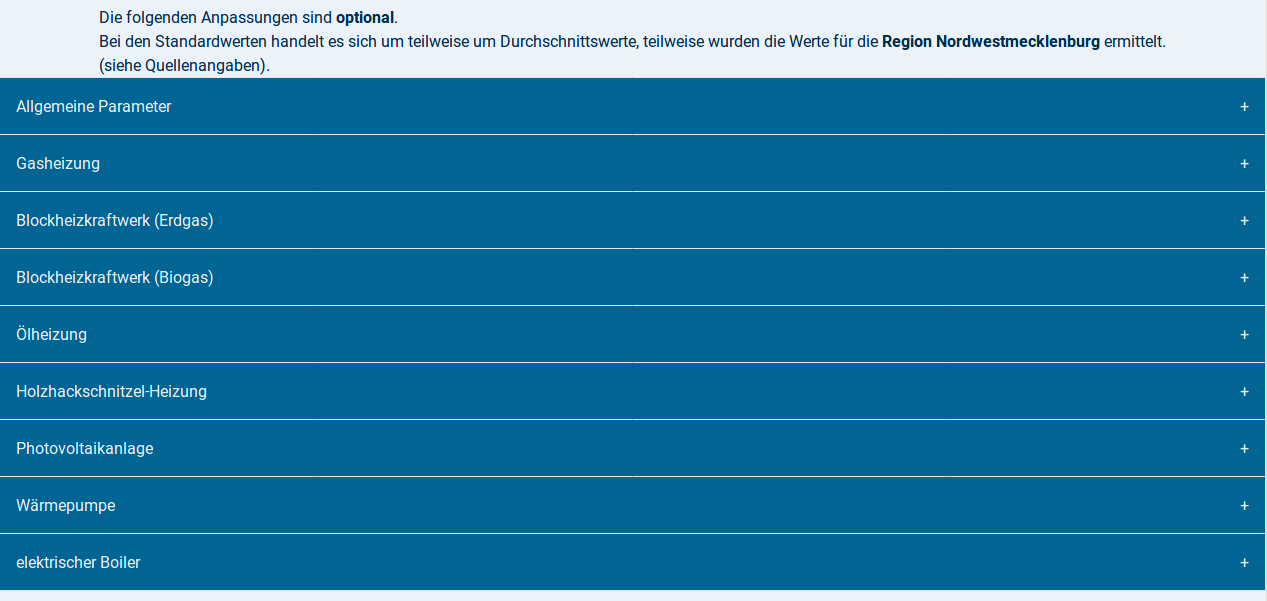 Die folgenden Anpassungen sind optional.
Bei den Standardwerten handelt es sich um teilweise um Durchschnittswerte, teilweise wurden die Werte für die Region Nordwestmecklenburg ermittelt.
(siehe Quellenangaben).
Allgemeine Parameter +
Gasheizung +
Blockheizkraftwerk (Erdgas) +
Blockheizkraftwerk (Biogas) +
Ölheizung +
Holzhackschnitzel-Heizung +
Photovoltaikanlage +
Wärmepumpe +
elektrischer Boiler +